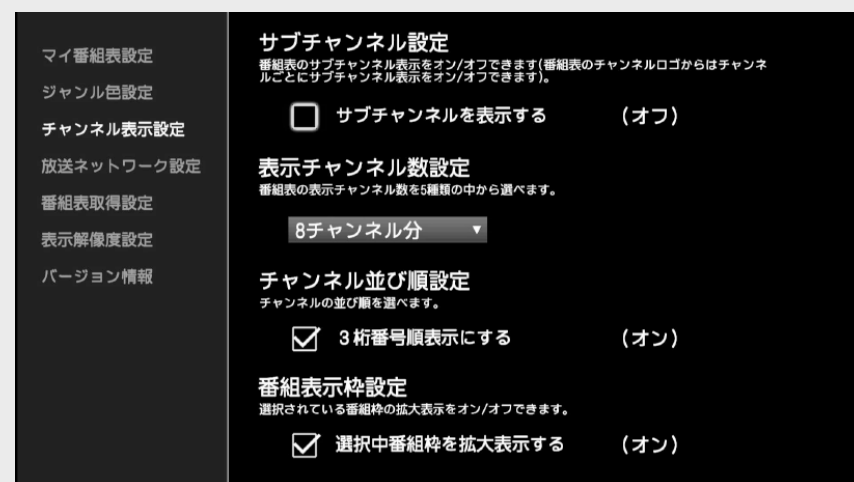 マイ番組表設定
ジャンル色設定
チャンネル表示設定
放送ネットワーク設定
番組表取得設定
表示解像度設定
バージョン情報
サブチャンネル設定
番組表のサブチャンネル表示をオン/オフできます(番組表のチャンネルロゴからはチャンネ
ルごとにサブチャンネル表示をオン/オフできます)。
サブチャンネルを表示する (オフ)
表示チャンネル数設定
番組表の表示チャンネル数を5種類の中から選べます。
8チャンネル分 ▼
チャンネル並び順設定
チャンネルの並び順を選べます。
3桁番号順表示にする (オン)
番組表示枠設定
選択されている番組枠の拡大表示をオン/オフできます。
選択中番組枠を拡大表示する (オン)